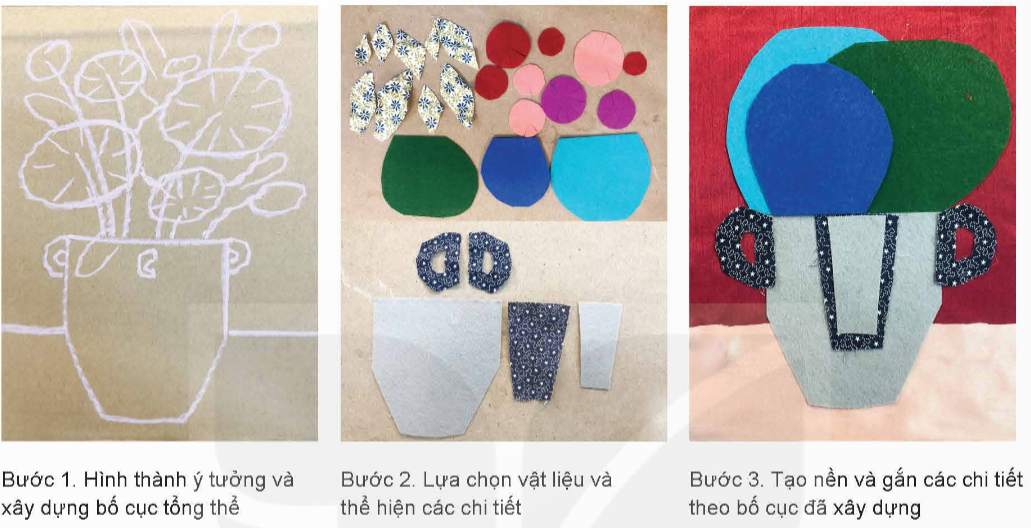 Bước 1. Hình thành ý tưởng và
xây dựng bố cục tổng thể
Bước 2. Lựa chọn vật liệu và
thể hiện các chi tiết
Bước 3. Tạo nền và gắn các chi tiết
theo bố cục đã xây dựng